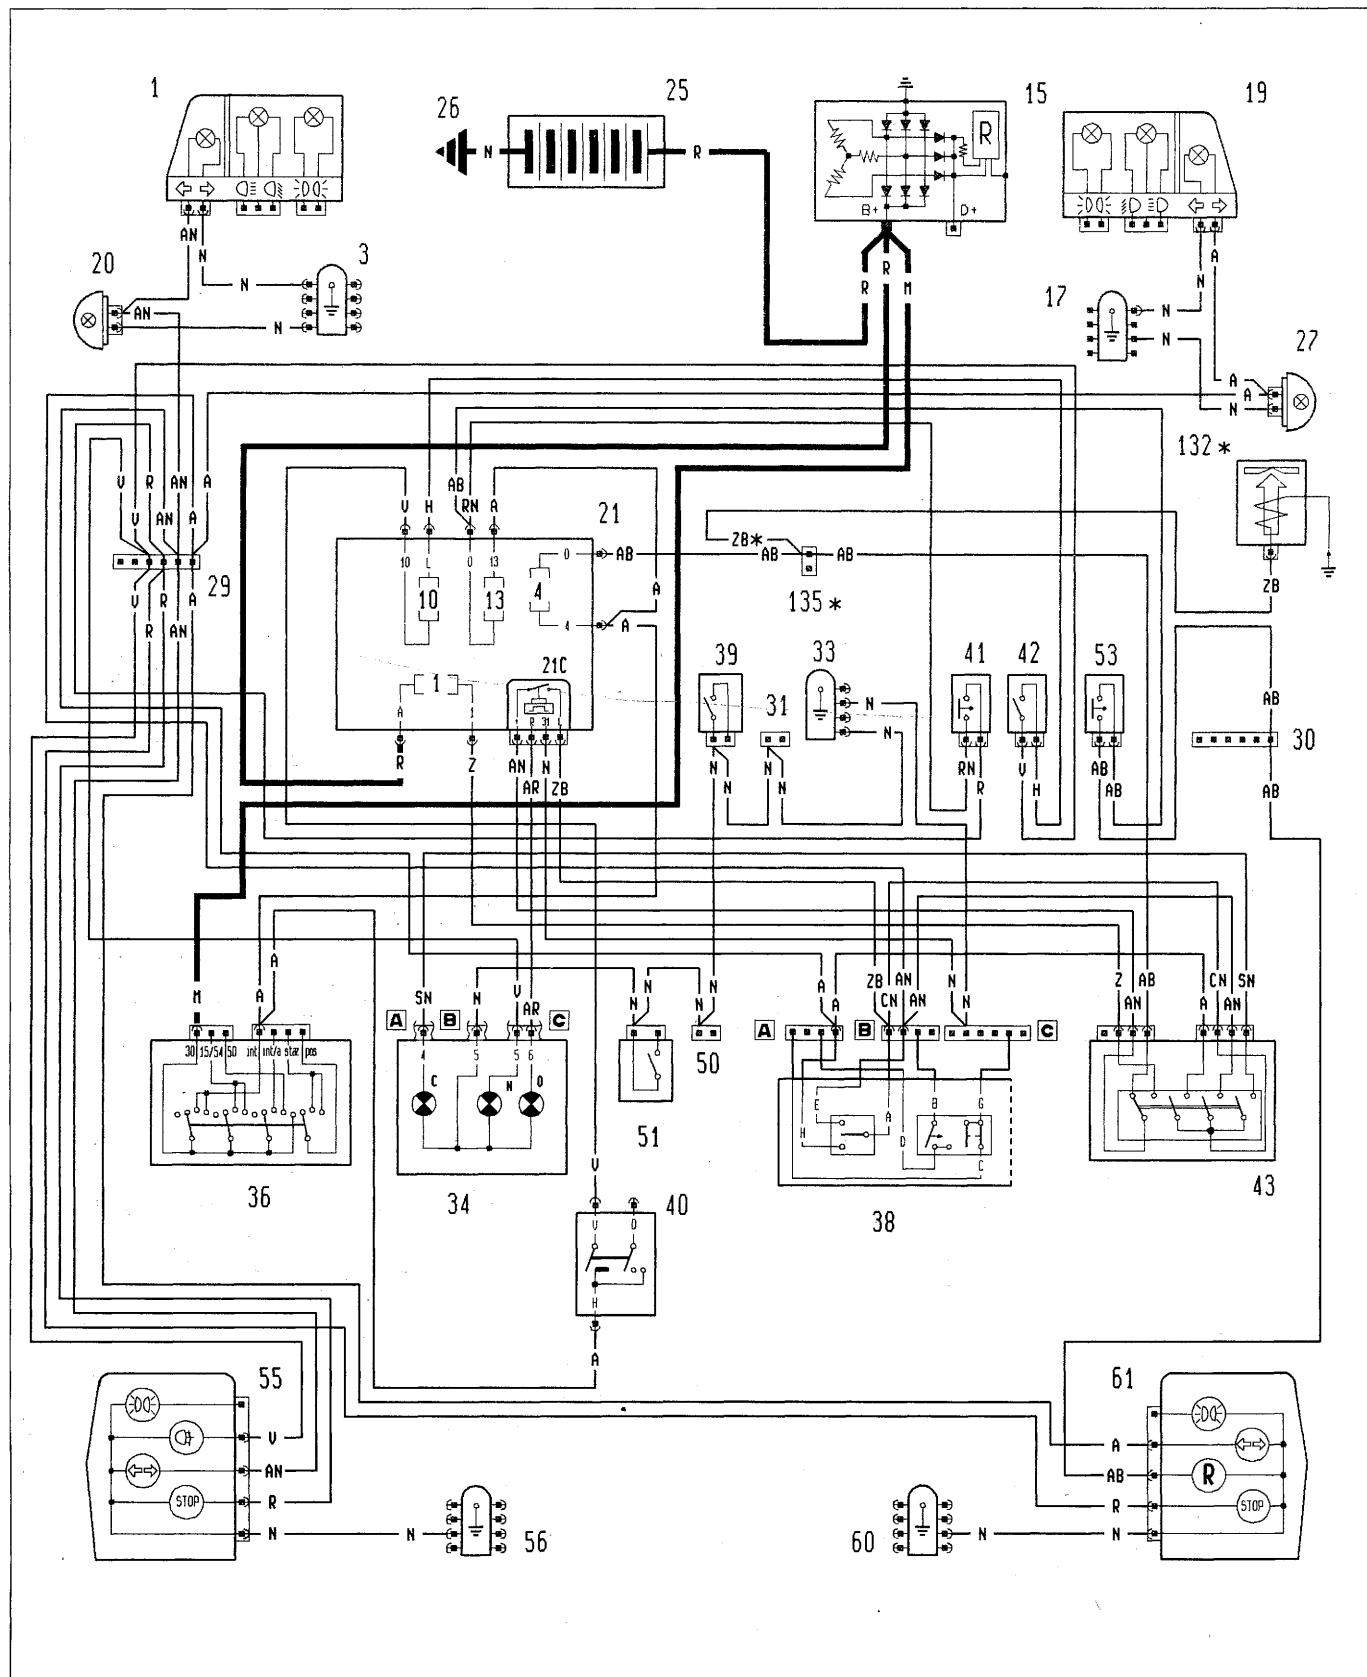 1
26
25
15
19
R
N
R
B+
D+
AN
N
A
N
20
3
R
R
M
N
17
N
AN
N
N
N
27
A
A
N
132*
V
R
AN
A
V
AN
A
V
H
AB
RN
A
21
O
AB
ZB*
AB
AB
10
L
O
13
10
13
4
29
A
135*
ZB
V
R
A
4
A
R
AN
39
33
41
42
53
21C
1
31
N
AB
A
R
31
L
N
30
R
Z
AN
N
N
N
RN
R
V
H
AB
AR
ZB
N
N
AB
AB
A
A
M
SN
N
V
AR
N
N
N
N
A
A
ZB
CN
AN
AN
N
N
Z
AN
AB
A
CN
AN
SN
A
B
C
A
B
C
30
15/54
50
int
int/a
staz
pos
4
5
5
6
50
C
N
O
E
A
B
G
H
D
C
51
36
34
V
40
38
43
V
D
H
A
55
61
V
A
AN
AB
R
STOP
R
R
STOP
N
N
56
60
N
N